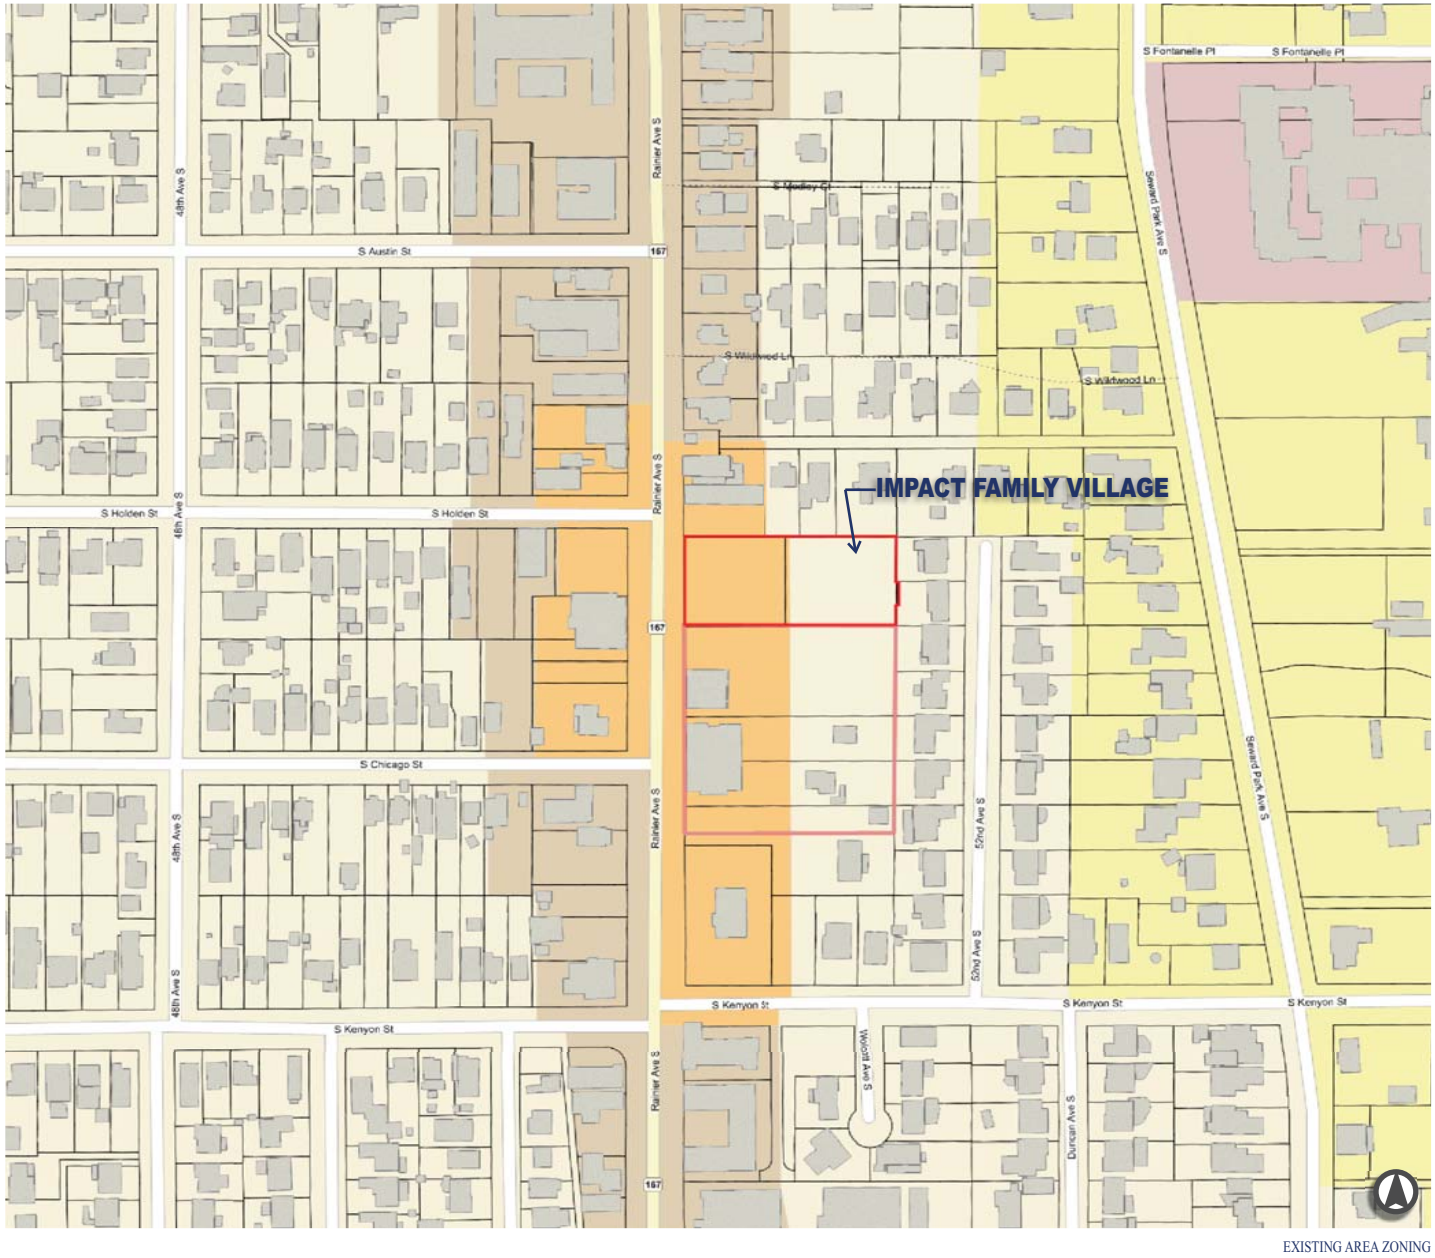 S Fontanelle Pl
S Fontanelle Pl
Rainier Ave S
48th Ave S
Seward Park Ave S
S Medley Ct
S Austin St
167
S Wildwood Ln
S Wildwood Ln
Rainier Ave S
IMPACT FAMILY VILLAGE
48th Ave S
S Holden St
S Holden St
167
Seward Park Ave S
S Chicago St
Rainier Ave S
48th Ave S
52nd Ave S
52nd Ave S
48th Ave S
S Kenyon St
S Kenyon St
S Kenyon St
S Kenyon St
Rainier Ave S
Wolcott Ave S
Duncan Ave S
167
EXISTING AREA ZONING